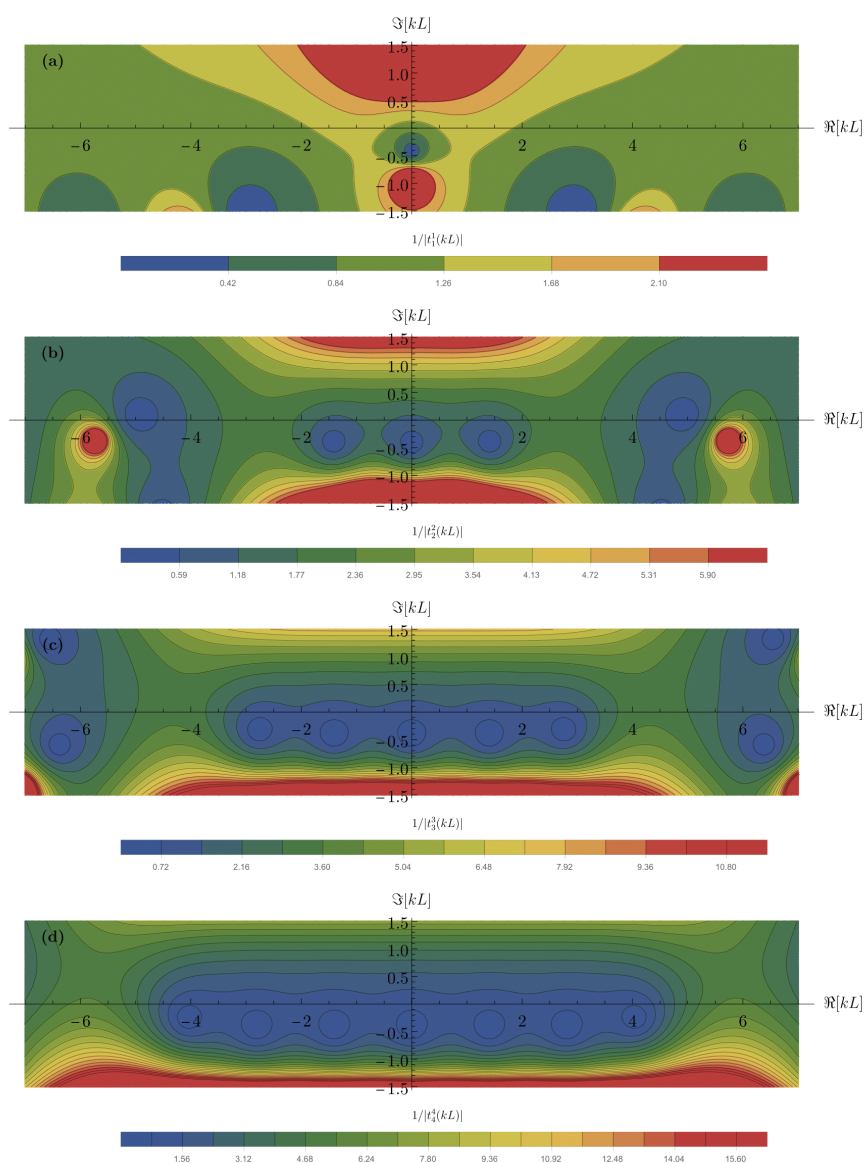 ℑ[kL]
(a)
1.5
1.0
0.5
−6 −4 −2 2 4 6 ℜ[kL]
−0.5
−1.0
−1.5
1/|t₁¹(kL)|
0.42 0.84 1.26 1.68 2.10
ℑ[kL]
(b)
1.5
1.0
0.5
−6 −4 −2 2 4 6 ℜ[kL]
−0.5
−1.0
−1.5
1/|t₂²(kL)|
0.59 1.18 1.77 2.36 2.95 3.54 4.13 4.72 5.31 5.90
ℑ[kL]
(c)
1.5
1.0
0.5
−6 −4 −2 2 4 6 ℜ[kL]
−0.5
−1.0
−1.5
1/|t₃³(kL)|
0.72 2.16 3.60 5.04 6.48 7.92 9.36 10.80
ℑ[kL]
(d)
1.5
1.0
0.5
−6 −4 −2 2 4 6 ℜ[kL]
−0.5
−1.0
−1.5
1/|t₄⁴(kL)|
1.56 3.12 4.68 6.24 7.80 9.36 10.92 12.48 14.04 15.60